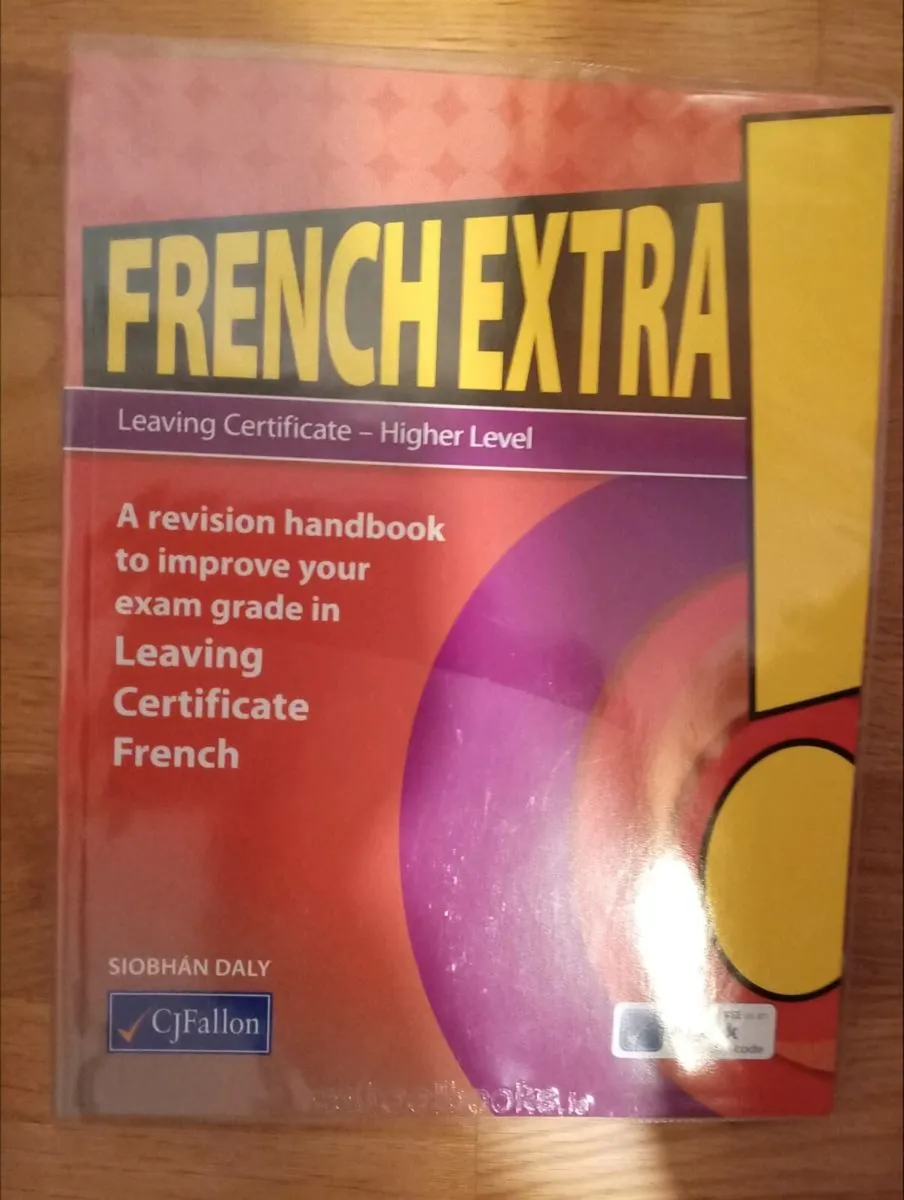 FRENCH EXTRA!
Leaving Certificate – Higher Level
A revision handbook
to improve your
exam grade in
Leaving
Certificate
French
SIOBHÁN DALY
CJFallon
code